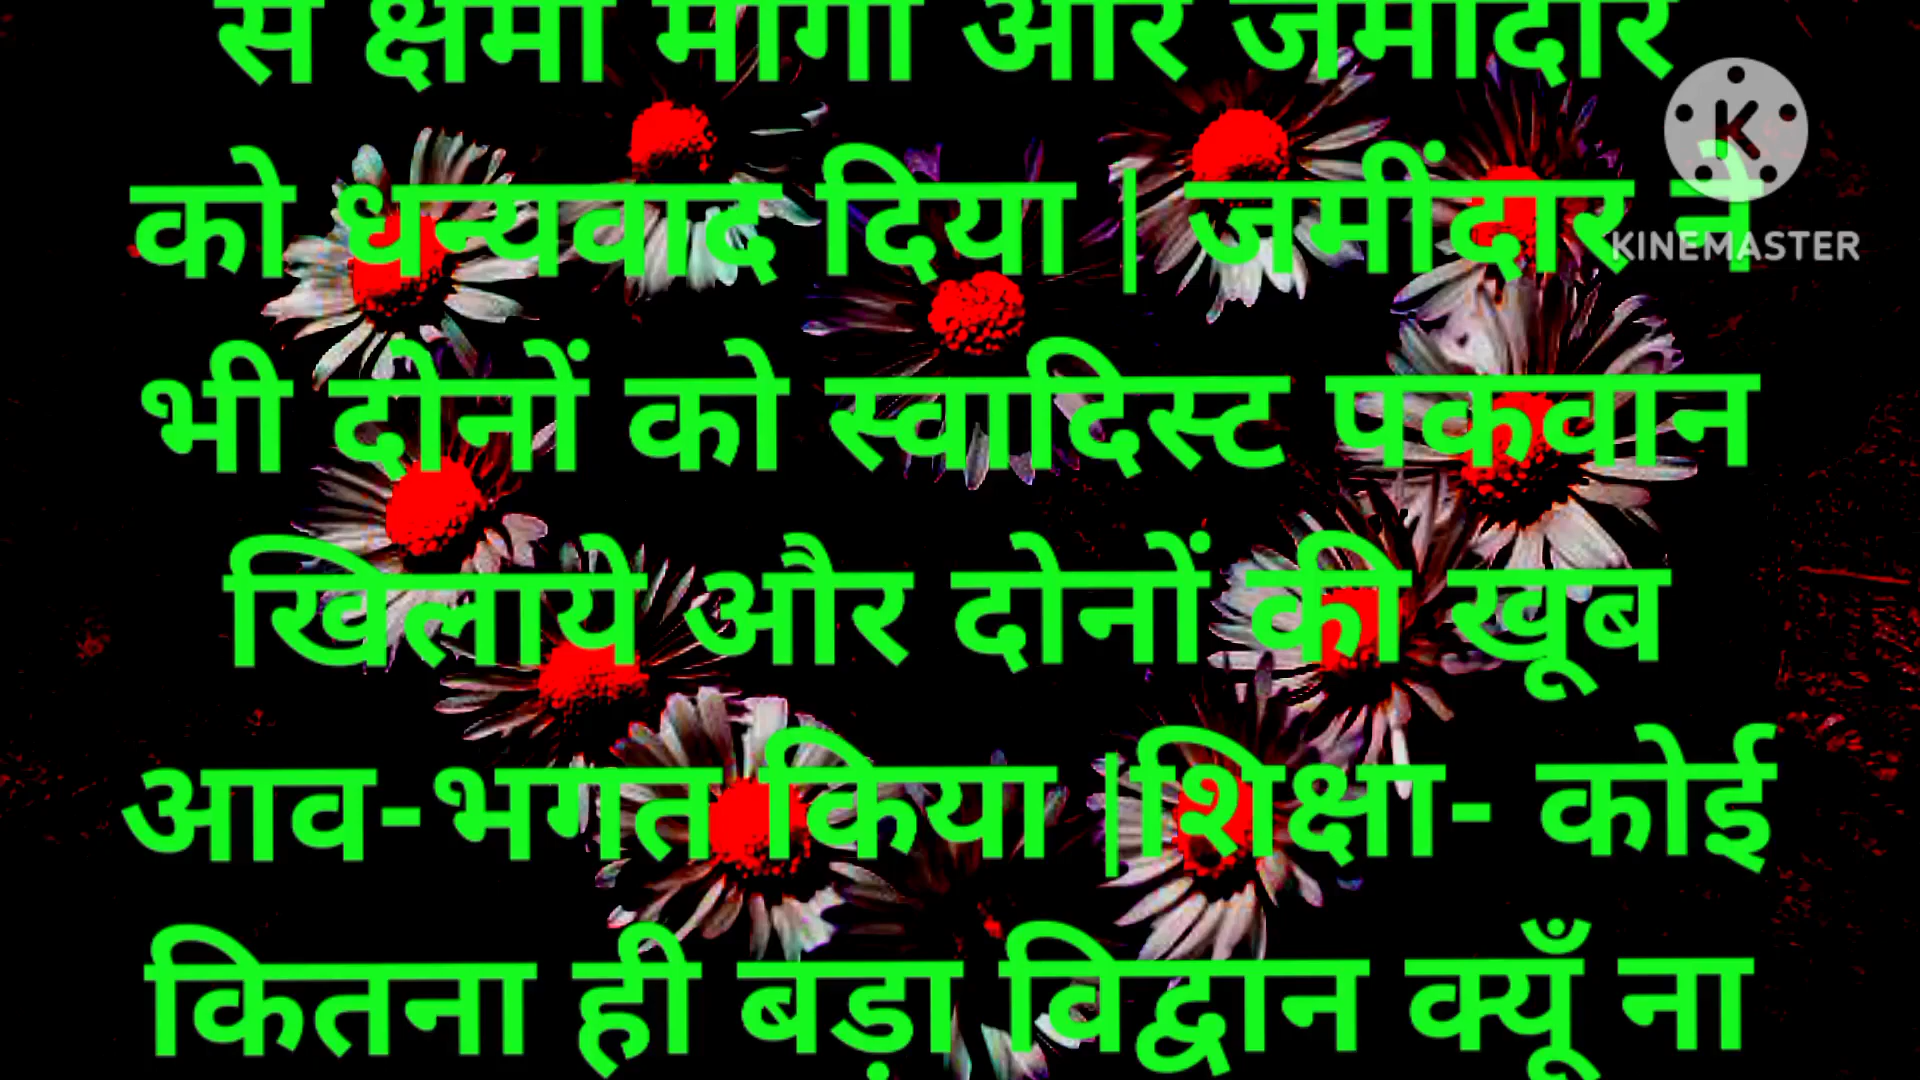 से क्षमा मांगी और जमींदार
को धन्यवाद दिया | जमींदार ने
भी दोनों को स्वादिस्ट पकवान
खिलाये और दोनों की खूब
आव-भगत किया |शिक्षा- कोई
कितना ही बड़ा विद्वान क्यूँ ना
KINEMASTER